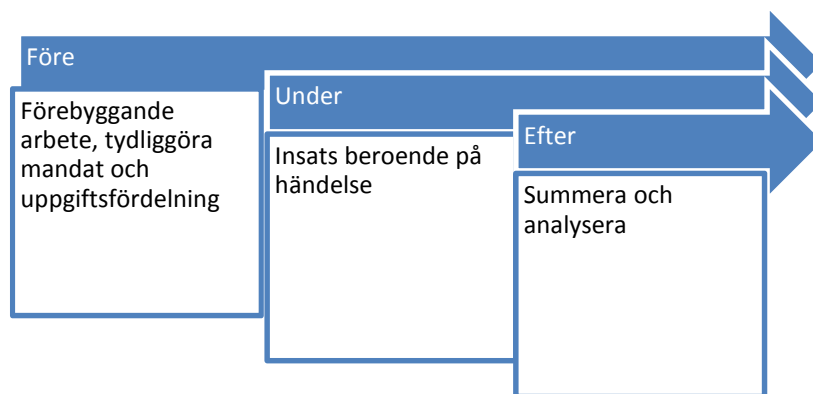 Före
Förebyggande
arbete, tydliggöra
mandat och
uppgiftsfördelning
Under
Insats beroende på
händelse
Efter
Summera och
analysera